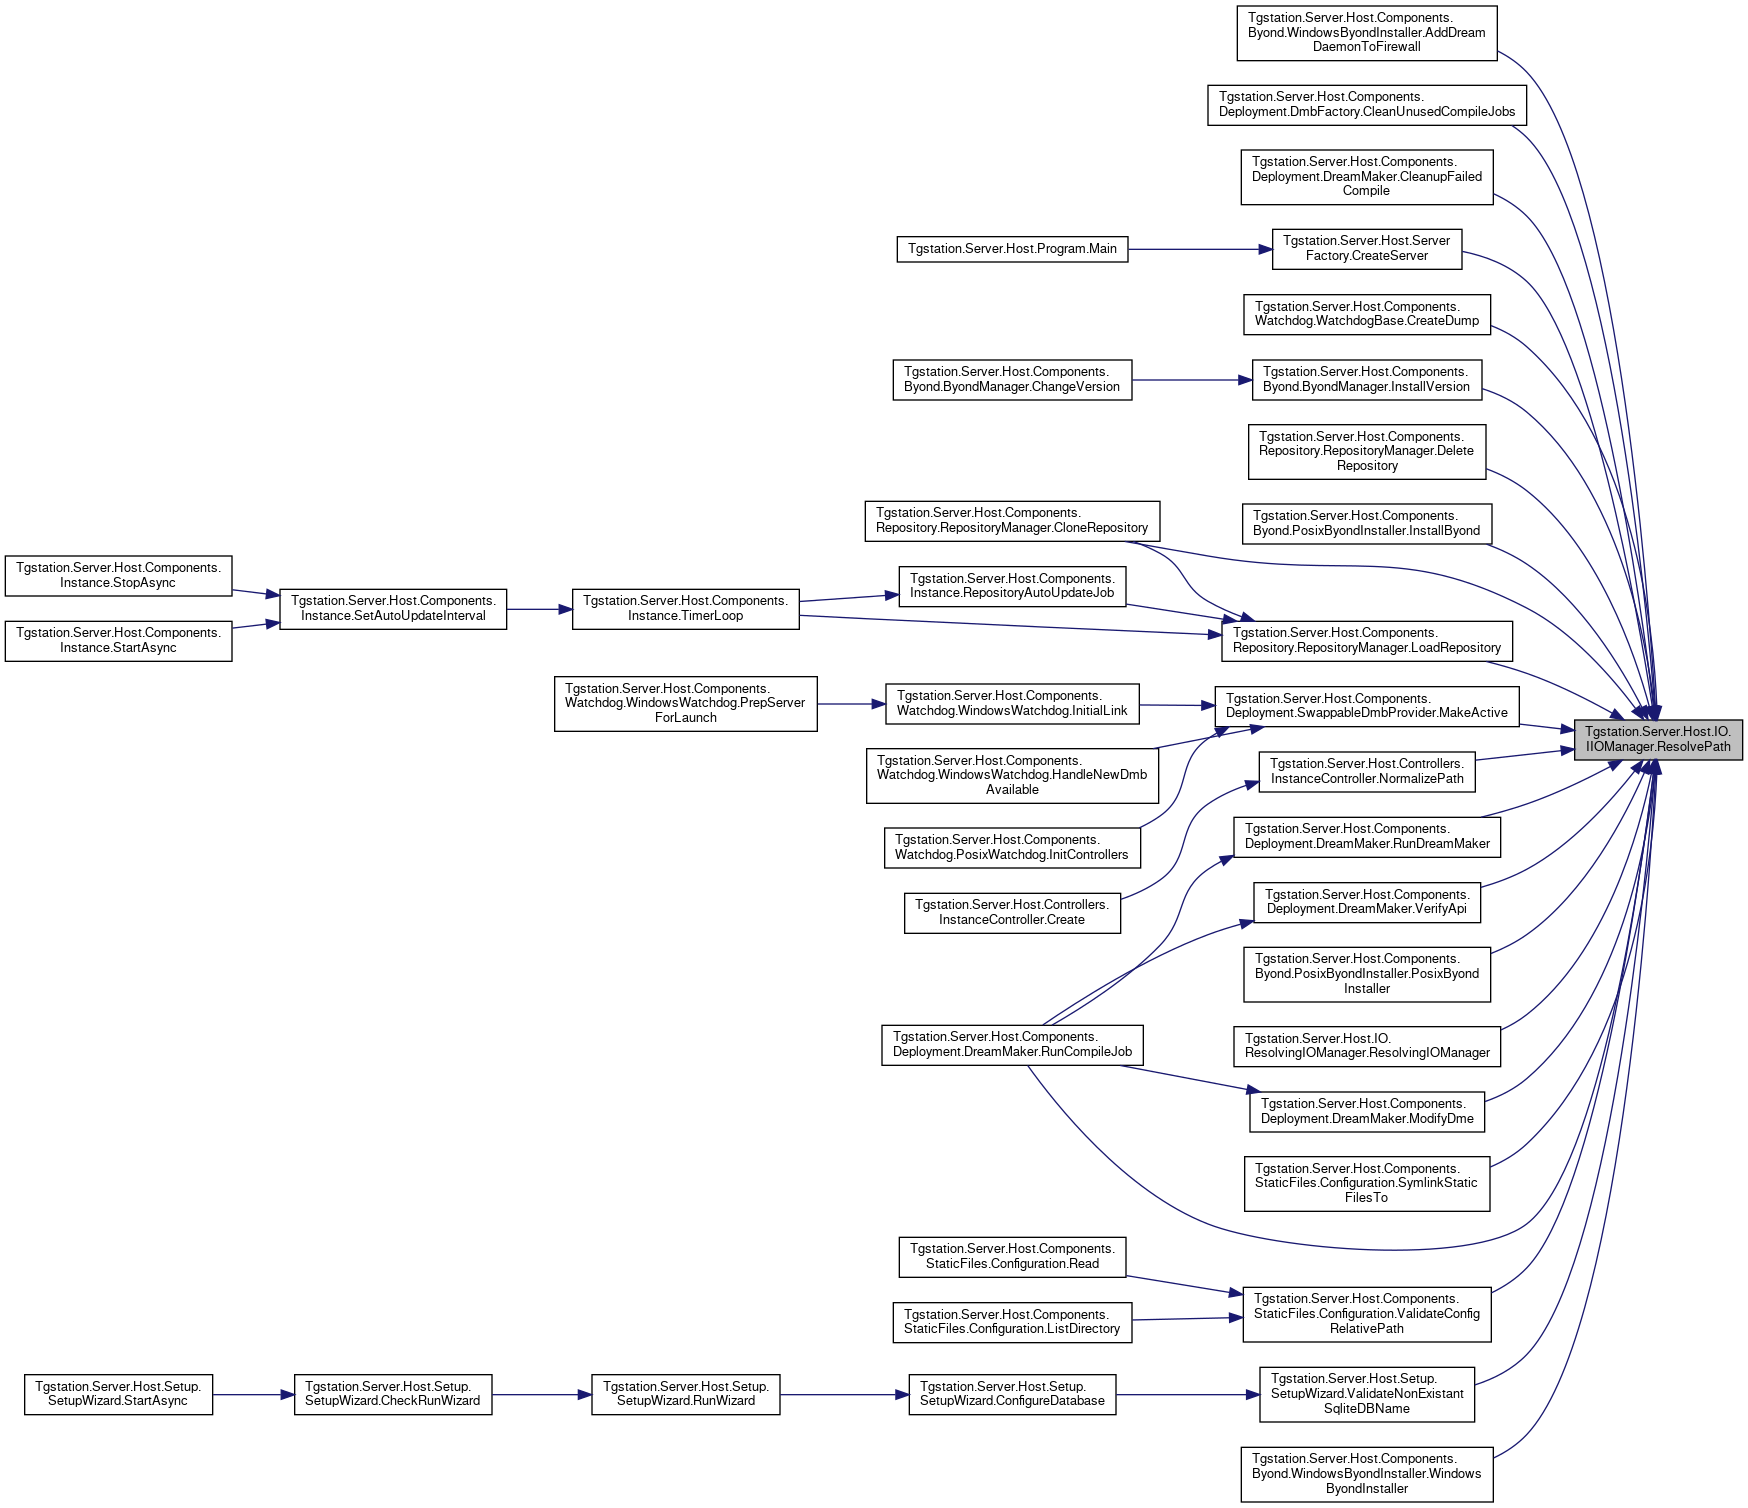 Tgstation.Server.Host.Components.
Byond.WindowsByondInstaller.AddDream
DaemonToFirewall
Tgstation.Server.Host.Components.
Deployment.DmbFactory.CleanUnusedCompileJobs
Tgstation.Server.Host.Components.
Deployment.DreamMaker.CleanupFailed
Compile
Tgstation.Server.Host.Program.Main
Tgstation.Server.Host.Server
Factory.CreateServer
Tgstation.Server.Host.Components.
Watchdog.WatchdogBase.CreateDump
Tgstation.Server.Host.Components.
Byond.ByondManager.ChangeVersion
Tgstation.Server.Host.Components.
Byond.ByondManager.InstallVersion
Tgstation.Server.Host.Components.
Repository.RepositoryManager.Delete
Repository
Tgstation.Server.Host.Components.
Repository.RepositoryManager.CloneRepository
Tgstation.Server.Host.Components.
Byond.PosixByondInstaller.InstallByond
Tgstation.Server.Host.Components.
Instance.StopAsync
Tgstation.Server.Host.Components.
Instance.StartAsync
Tgstation.Server.Host.Components.
Instance.SetAutoUpdateInterval
Tgstation.Server.Host.Components.
Instance.TimerLoop
Tgstation.Server.Host.Components.
Instance.RepositoryAutoUpdateJob
Tgstation.Server.Host.Components.
Repository.RepositoryManager.LoadRepository
Tgstation.Server.Host.Components.
Watchdog.WindowsWatchdog.PrepServer
ForLaunch
Tgstation.Server.Host.Components.
Watchdog.WindowsWatchdog.InitialLink
Tgstation.Server.Host.Components.
Deployment.SwappableDmbProvider.MakeActive
Tgstation.Server.Host.IO.
IIOManager.ResolvePath
Tgstation.Server.Host.Components.
Watchdog.WindowsWatchdog.HandleNewDmb
Available
Tgstation.Server.Host.Controllers.
InstanceController.NormalizePath
Tgstation.Server.Host.Components.
Watchdog.PosixWatchdog.InitControllers
Tgstation.Server.Host.Components.
Deployment.DreamMaker.RunDreamMaker
Tgstation.Server.Host.Controllers.
InstanceController.Create
Tgstation.Server.Host.Components.
Deployment.DreamMaker.VerifyApi
Tgstation.Server.Host.Components.
Byond.PosixByondInstaller.PosixByond
Installer
Tgstation.Server.Host.Components.
Deployment.DreamMaker.RunCompileJob
Tgstation.Server.Host.IO.
ResolvingIOManager.ResolvingIOManager
Tgstation.Server.Host.Components.
Deployment.DreamMaker.ModifyDme
Tgstation.Server.Host.Components.
StaticFiles.Configuration.SymlinkStatic
FilesTo
Tgstation.Server.Host.Components.
StaticFiles.Configuration.Read
Tgstation.Server.Host.Components.
StaticFiles.Configuration.ListDirectory
Tgstation.Server.Host.Components.
StaticFiles.Configuration.ValidateConfig
RelativePath
Tgstation.Server.Host.Setup.
SetupWizard.StartAsync
Tgstation.Server.Host.Setup.
SetupWizard.CheckRunWizard
Tgstation.Server.Host.Setup.
SetupWizard.RunWizard
Tgstation.Server.Host.Setup.
SetupWizard.ConfigureDatabase
Tgstation.Server.Host.Setup.
SetupWizard.ValidateNonExistant
SqliteDBName
Tgstation.Server.Host.Components.
Byond.WindowsByondInstaller.Windows
ByondInstaller